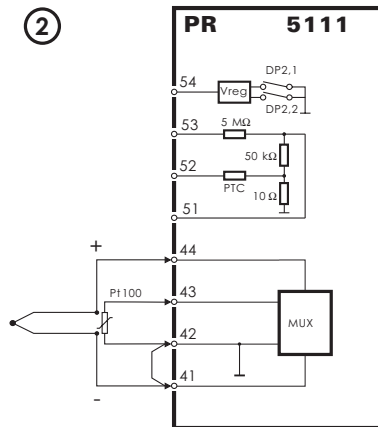 2
PR 5111
54
Vreg
DP2,1
DP2,2
53
5 MΩ
50 kΩ
52
PTC
10 Ω
51
+
44
Pt100
43
MUX
42
41
-